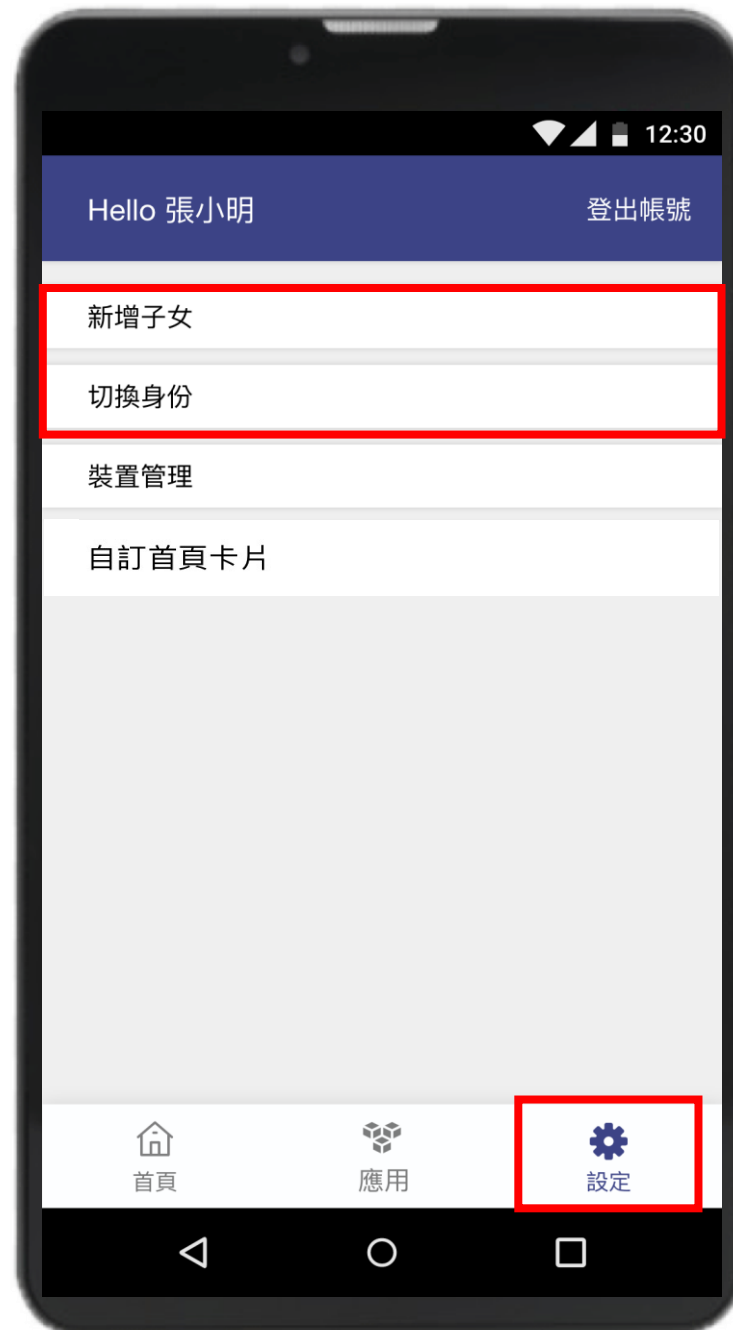 12:30
Hello 張小明 登出帳號
新增子女
切換身份
裝置管理
自訂首頁卡片
首頁 應用 設定